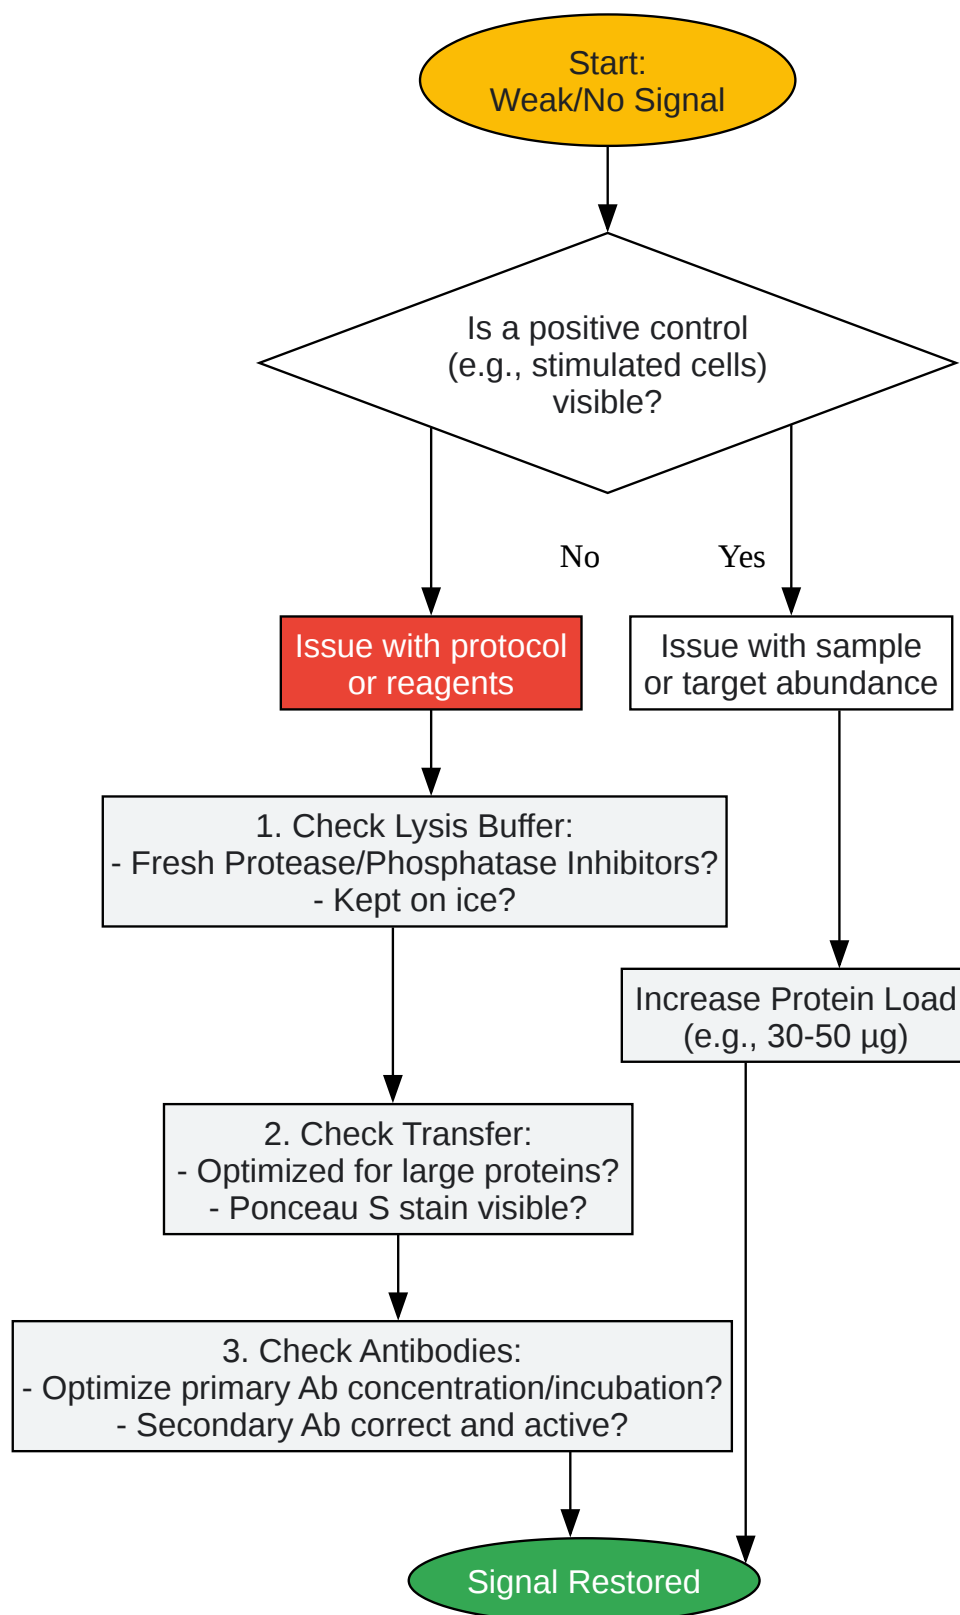 Start:
Weak/No Signal
Is a positive control
(e.g., stimulated cells)
visible?
No
Yes
Issue with protocol
or reagents
Issue with sample
or target abundance
1. Check Lysis Buffer:
- Fresh Protease/Phosphatase Inhibitors?
- Kept on ice?
Increase Protein Load
(e.g., 30-50 µg)
2. Check Transfer:
- Optimized for large proteins?
- Ponceau S stain visible?
3. Check Antibodies:
- Optimize primary Ab concentration/incubation?
- Secondary Ab correct and active?
Signal Restored